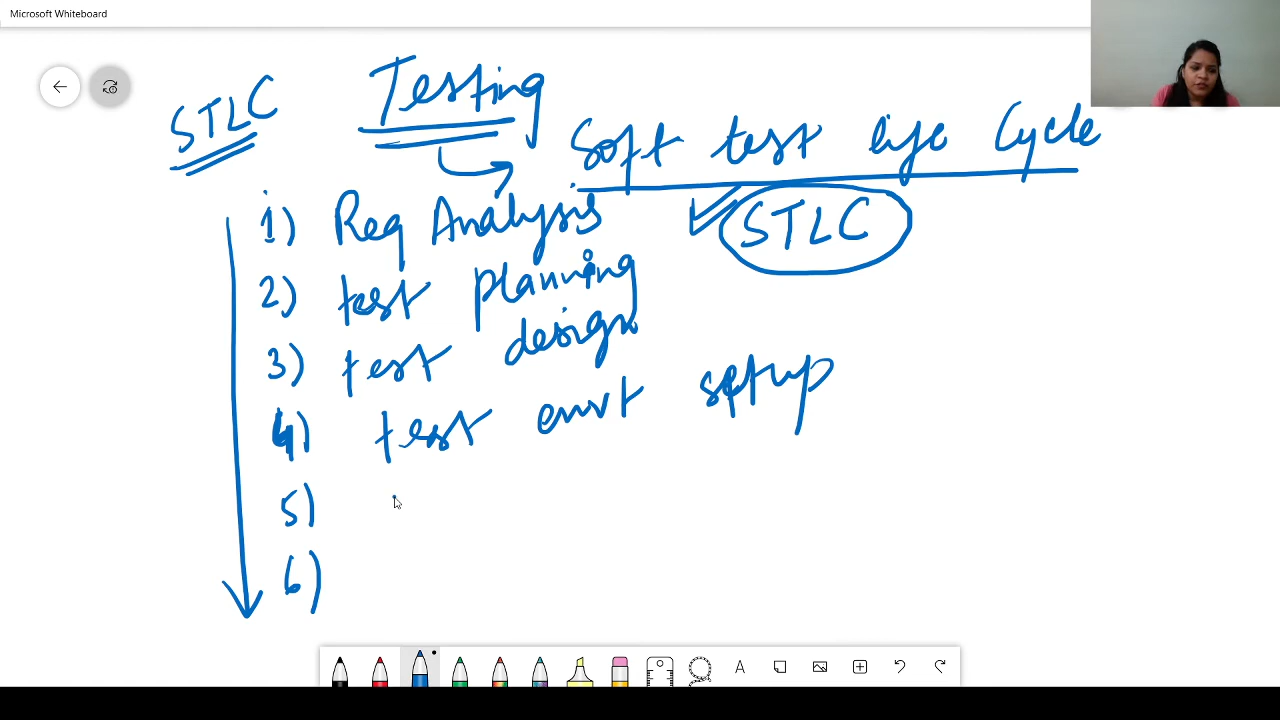 Microsoft Whiteboard
STLC
Testing
Soft test life Cycle
1) Req Analysis
STLC
2) test planning
3) test design
4) test envt setup
5)
6)
A